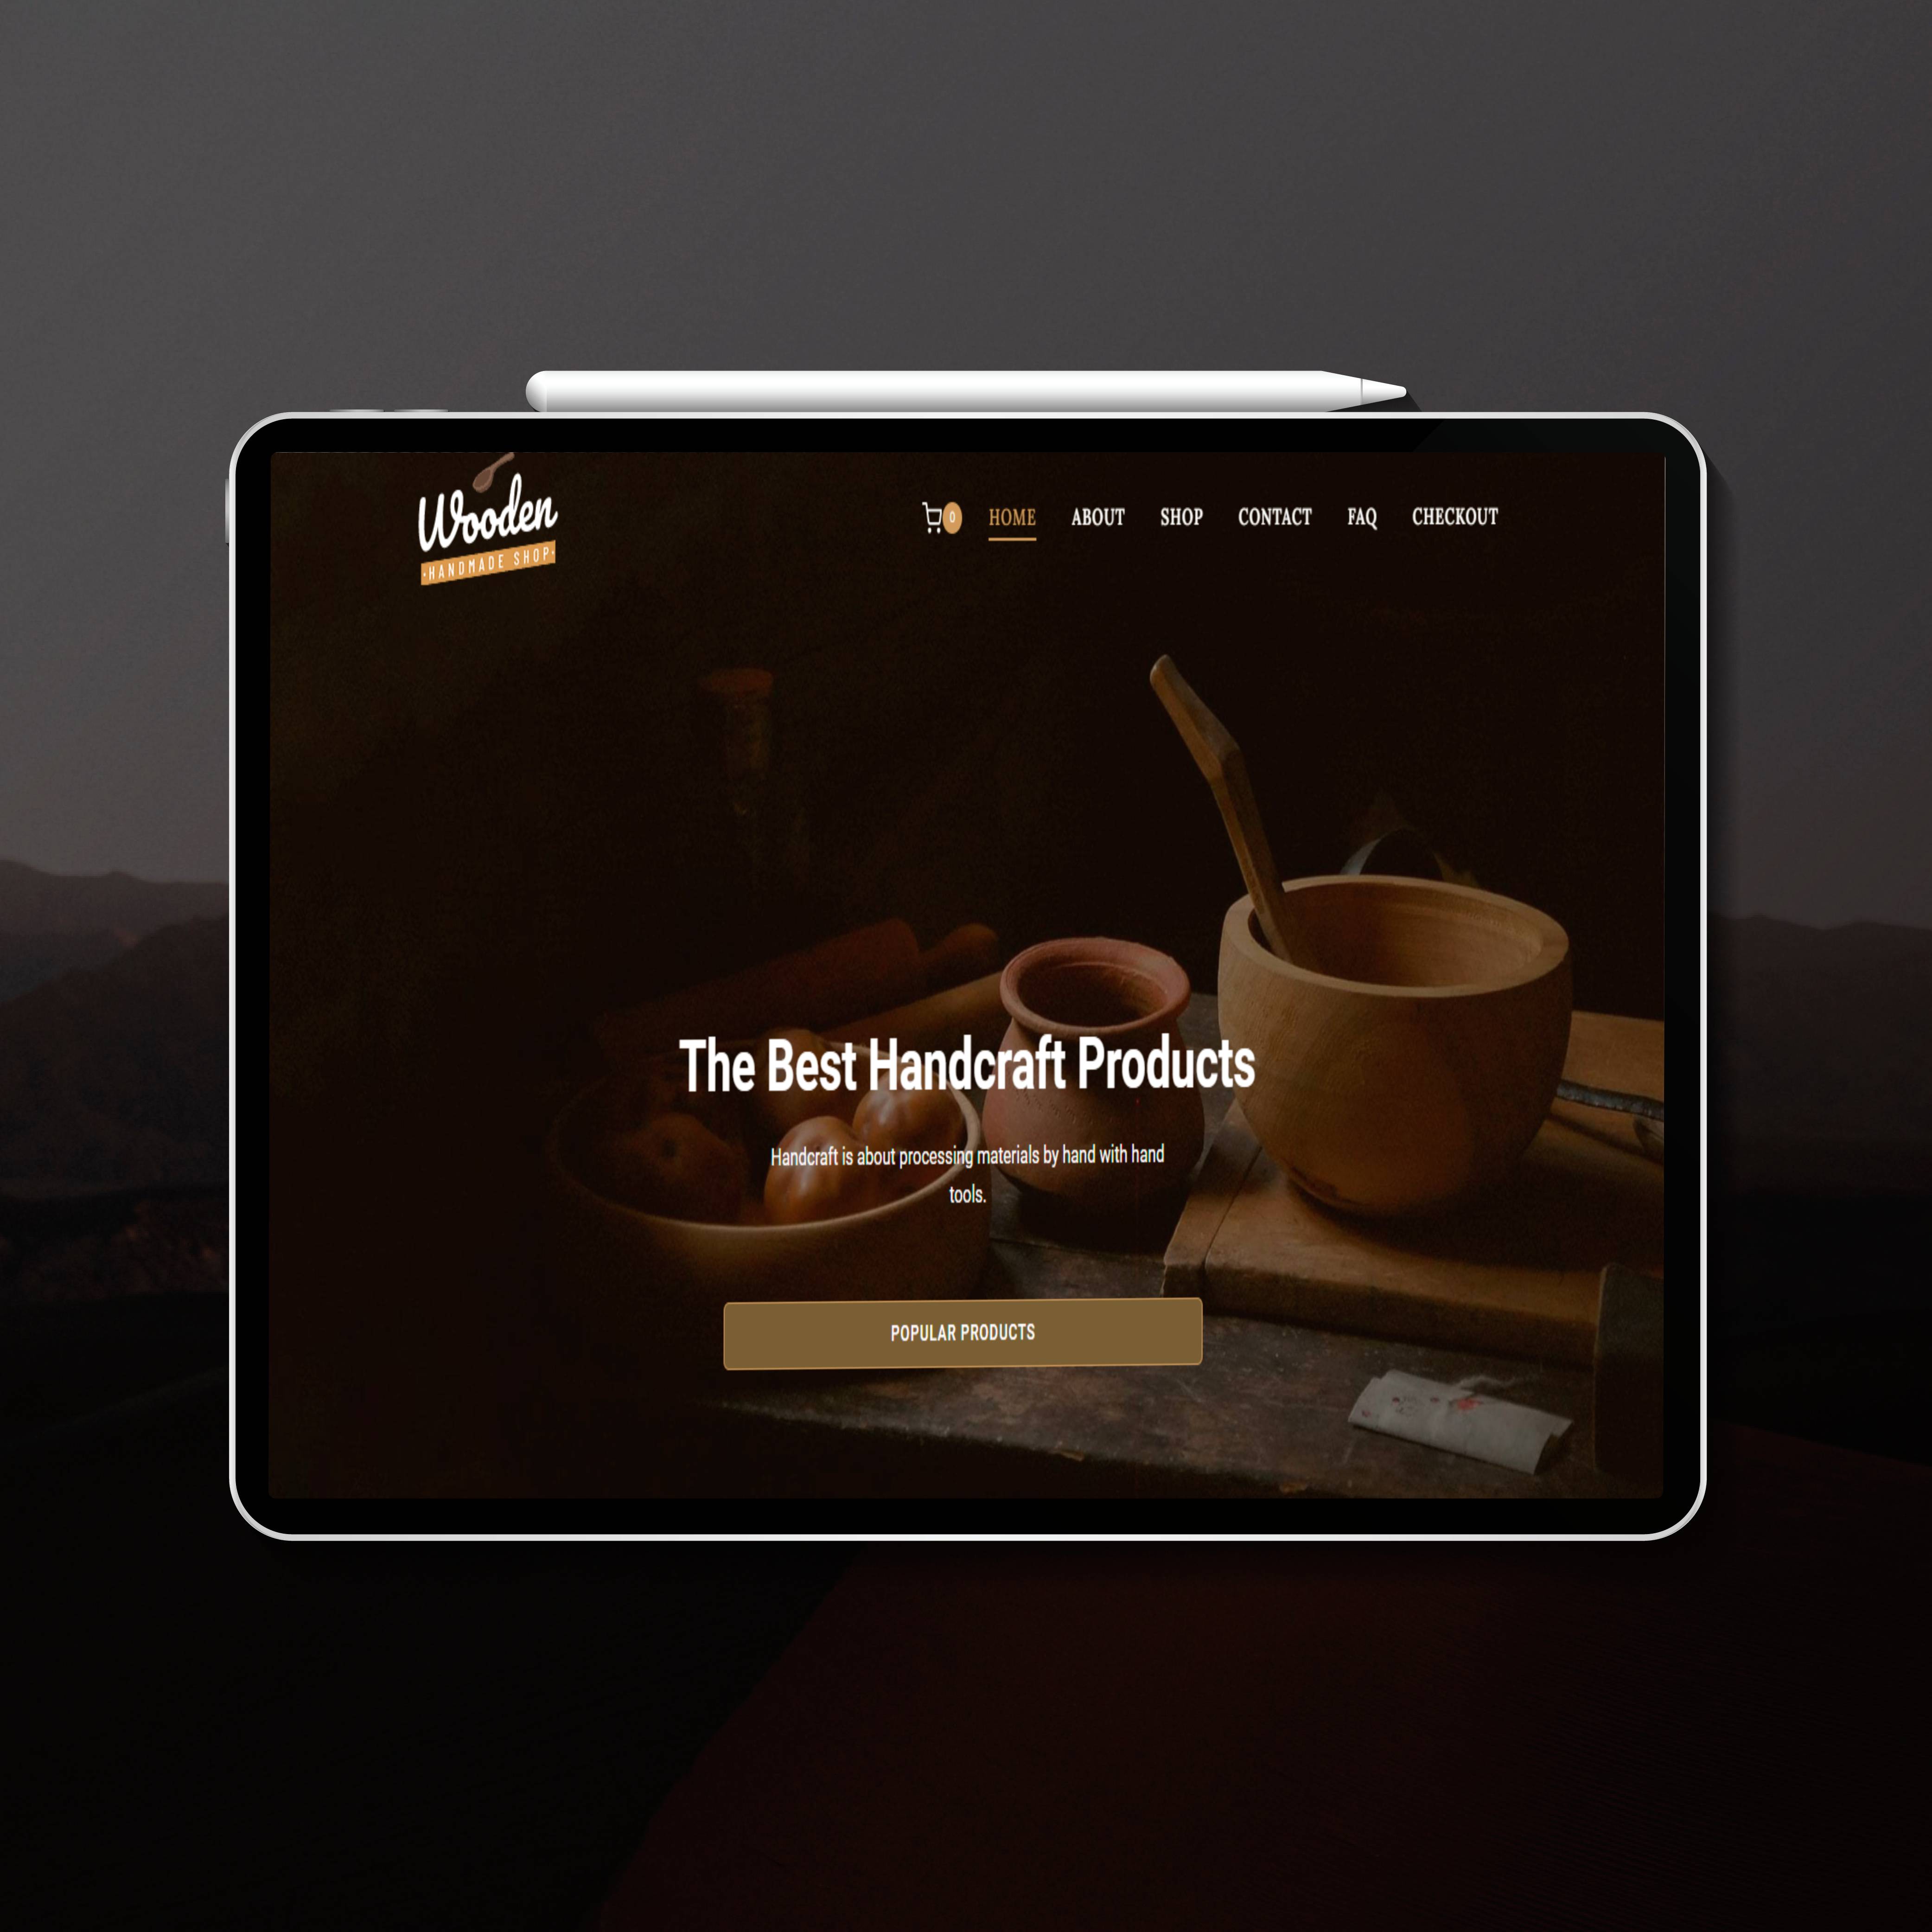 Wooden
·HANDMADE SHOP·
0 HOME ABOUT SHOP CONTACT FAQ CHECKOUT
The Best Handcraft Products
Handcraft is about processing materials by hand with hand
tools.
POPULAR PRODUCTS